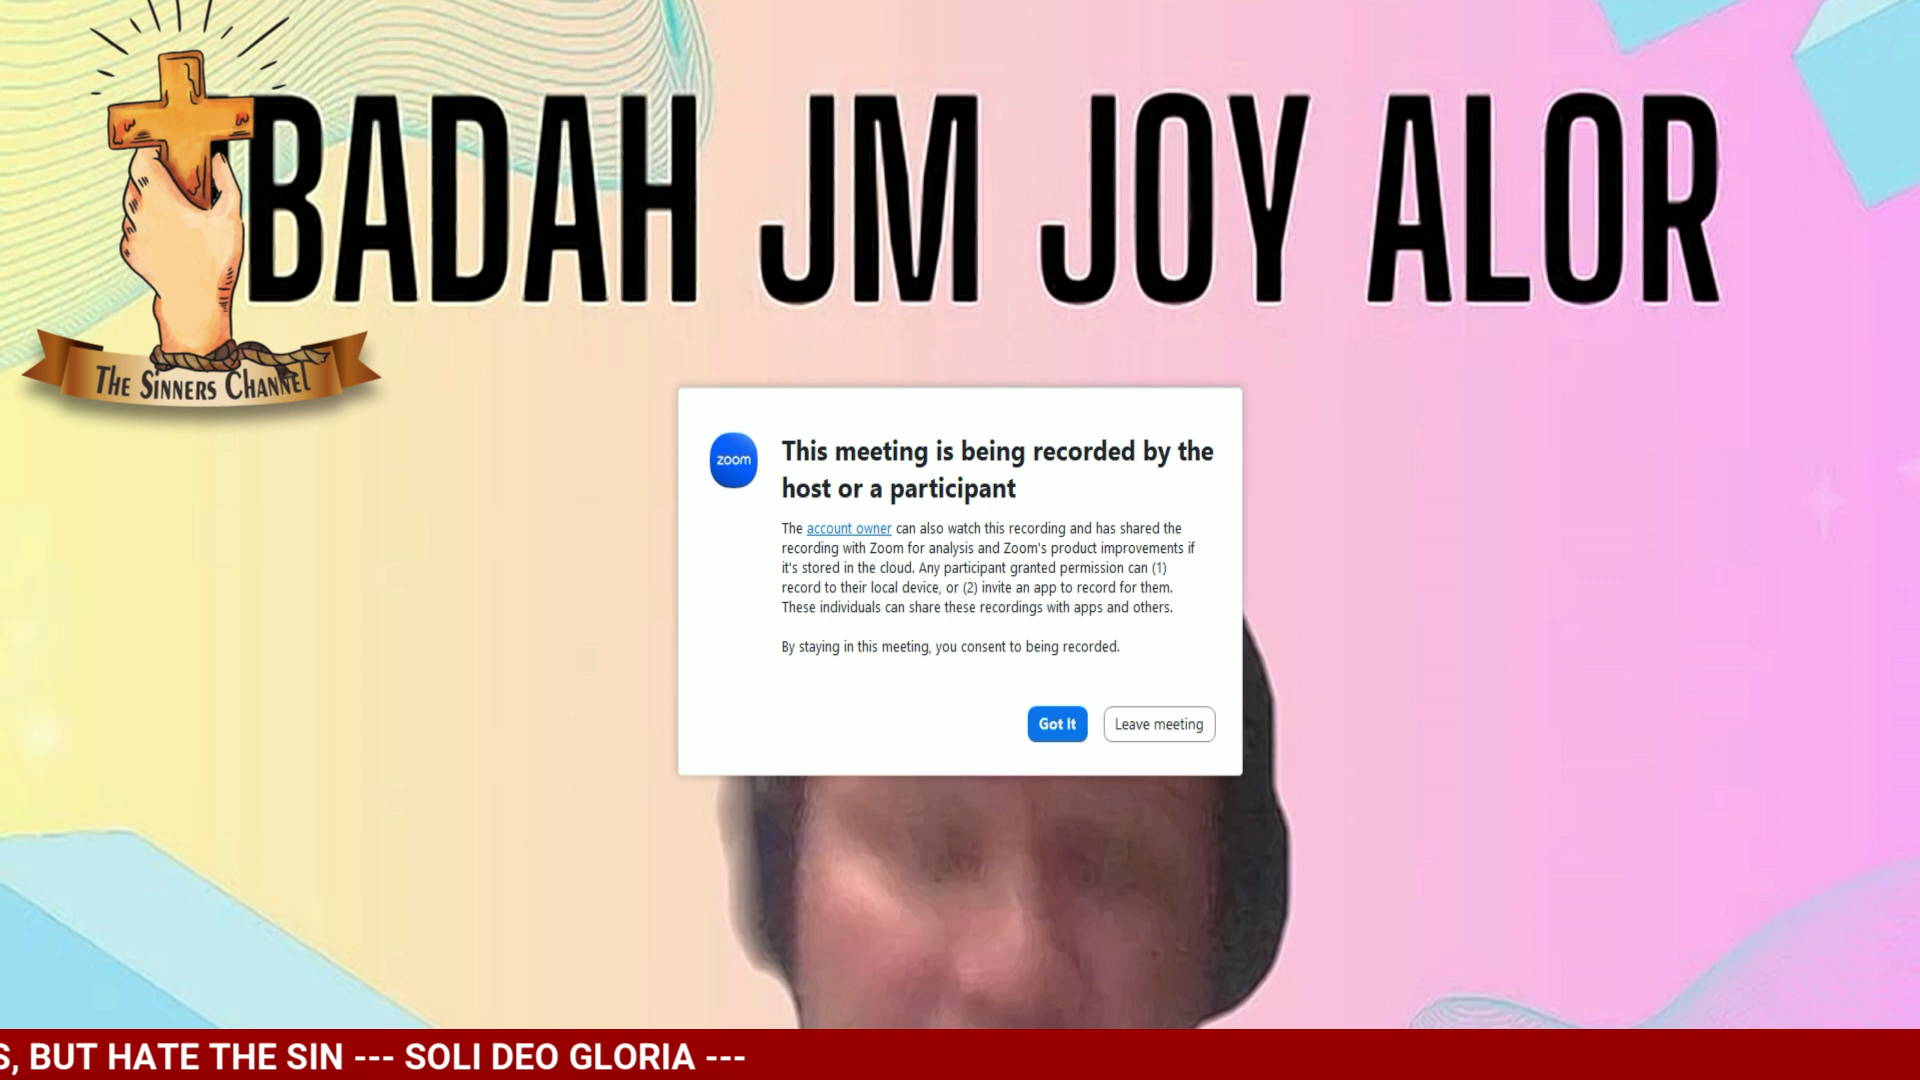 BADAH JM JOY ALOR
THE SINNERS CHANNEL
zoom
This meeting is being recorded by the
host or a participant
The account owner can also watch this recording and has shared the
recording with Zoom for analysis and Zoom's product improvements if
it's stored in the cloud. Any participant granted permission can (1)
record to their local device, or (2) invite an app to record for them.
These individuals can share these recordings with apps and others.
By staying in this meeting, you consent to being recorded.
Got It
Leave meeting
S, BUT HATE THE SIN --- SOLI DEO GLORIA ---